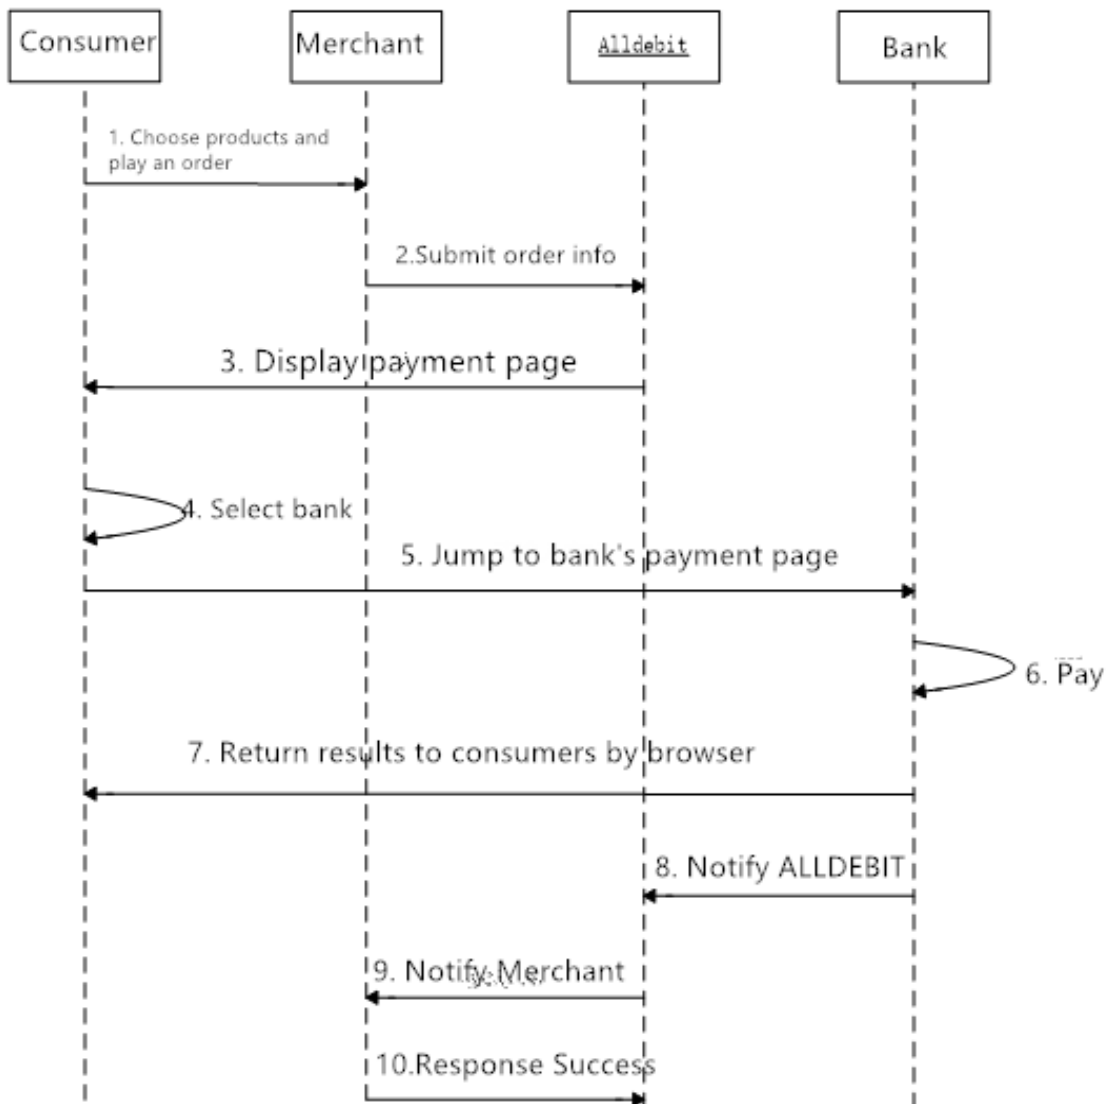 Consumer
Merchant
Alldebit
Bank
1. Choose products and
play an order
2.Submit order info
3. Display payment page
4. Select bank
5. Jump to bank's payment page
6. Pay
7. Return results to consumers by browser
8. Notify ALLDEBIT
9. Notify Merchant
10.Response Success